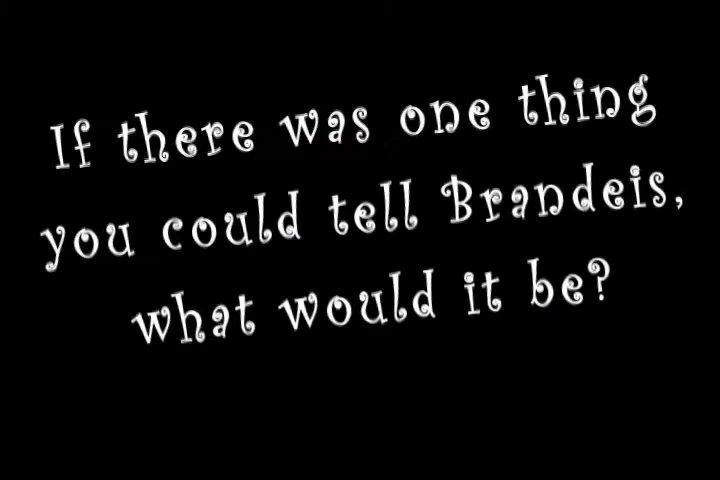 If there was one thing
you could tell Brandeis,
what would it be?